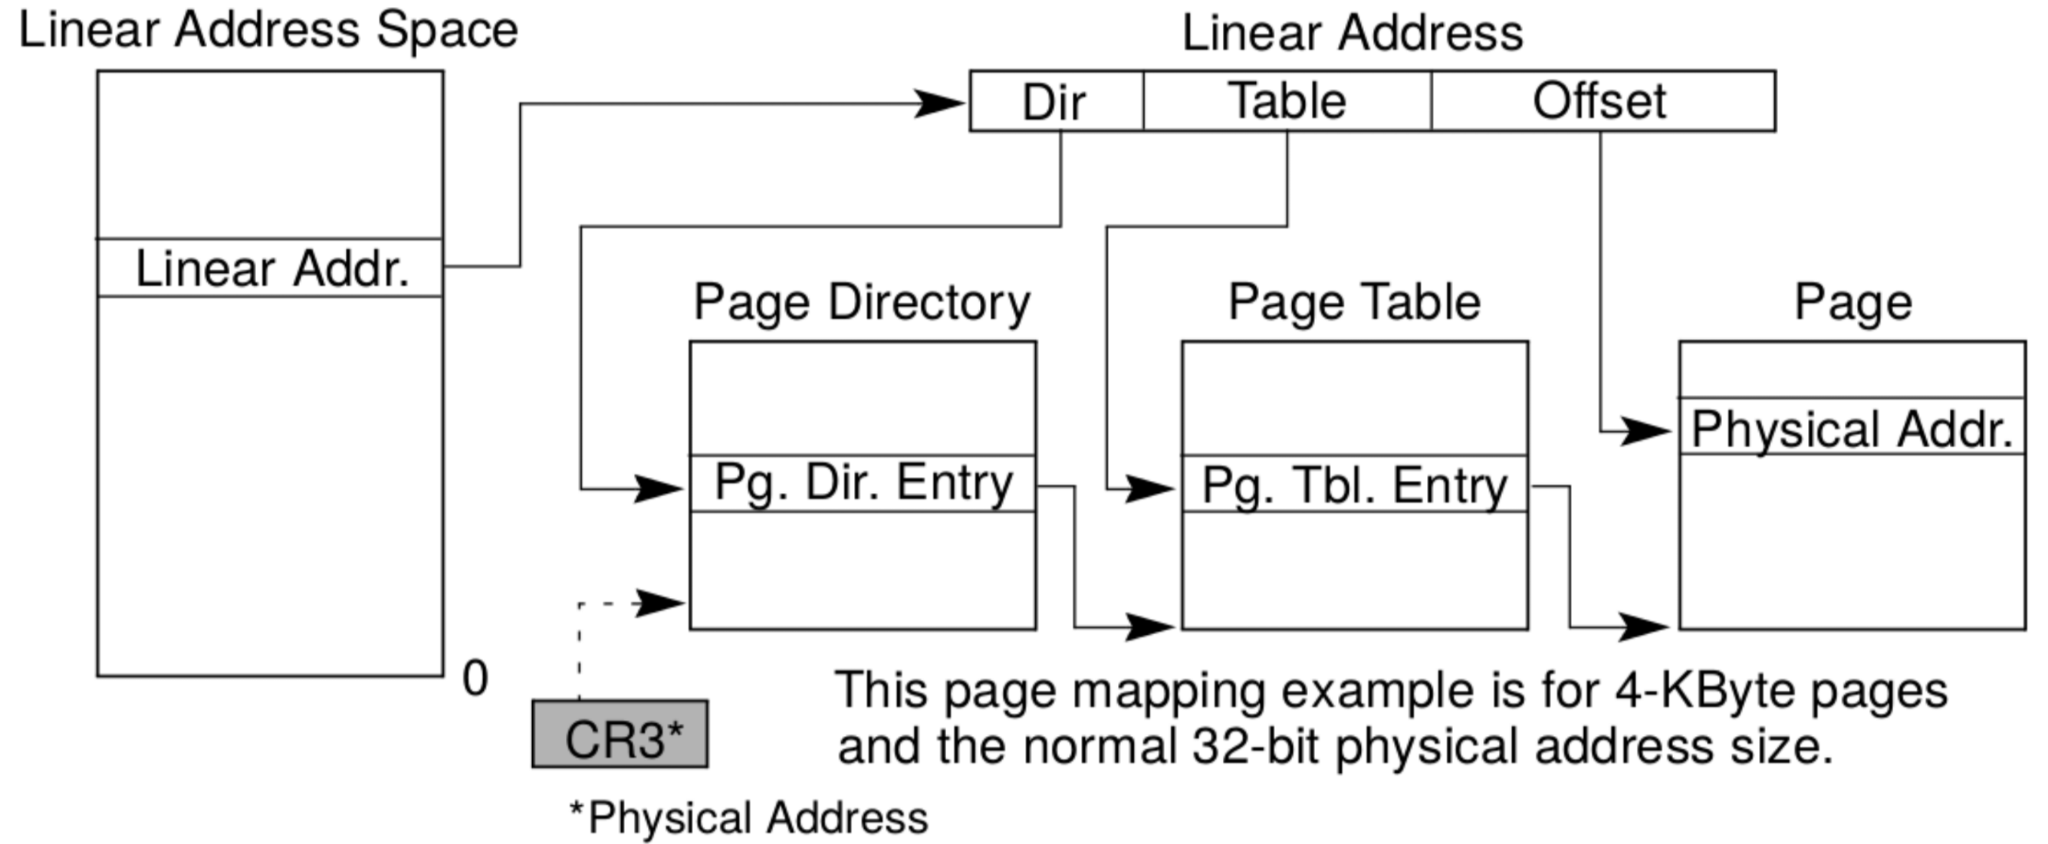 Linear Address Space
Linear Address
Dir
Table
Offset
Linear Addr.
Page Directory
Page Table
Page
Pg. Dir. Entry
Pg. Tbl. Entry
Physical Addr.
0
CR3*
This page mapping example is for 4-KByte pages
and the normal 32-bit physical address size.
*Physical Address